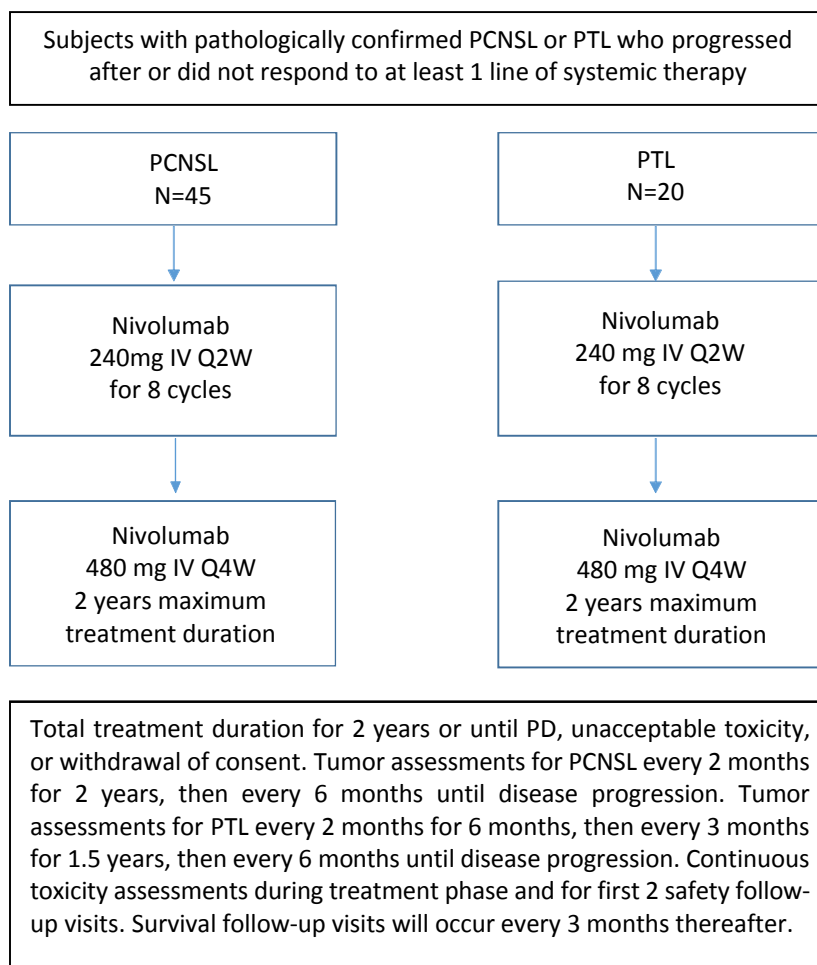 Subjects with pathologically confirmed PCNSL or PTL who progressed
after or did not respond to at least 1 line of systemic therapy
PCNSL
N=45
PTL
N=20
Nivolumab
240mg IV Q2W
for 8 cycles
Nivolumab
240 mg IV Q2W
for 8 cycles
Nivolumab
480 mg IV Q4W
2 years maximum
treatment duration
Nivolumab
480 mg IV Q4W
2 years maximum
treatment duration
Total treatment duration for 2 years or until PD, unacceptable toxicity,
or withdrawal of consent. Tumor assessments for PCNSL every 2 months
for 2 years, then every 6 months until disease progression. Tumor
assessments for PTL every 2 months for 6 months, then every 3 months
for 1.5 years, then every 6 months until disease progression. Continuous
toxicity assessments during treatment phase and for first 2 safety follow-
up visits. Survival follow-up visits will occur every 3 months thereafter.